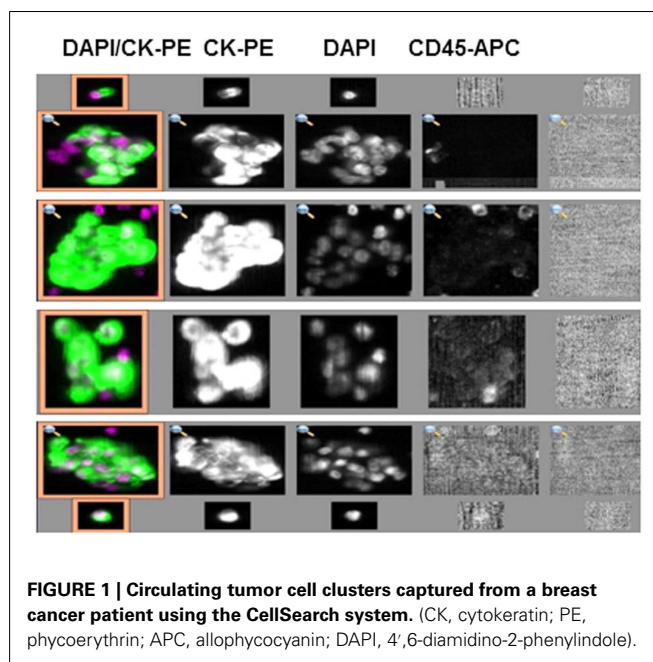 DAPI/CK-PE CK-PE DAPI CD45-APC
FIGURE 1 | Circulating tumor cell clusters captured from a breast
cancer patient using the CellSearch system. (CK, cytokeratin; PE,
phycoerythrin; APC, allophycocyanin; DAPI, 4′,6-diamidino-2-phenylindole).